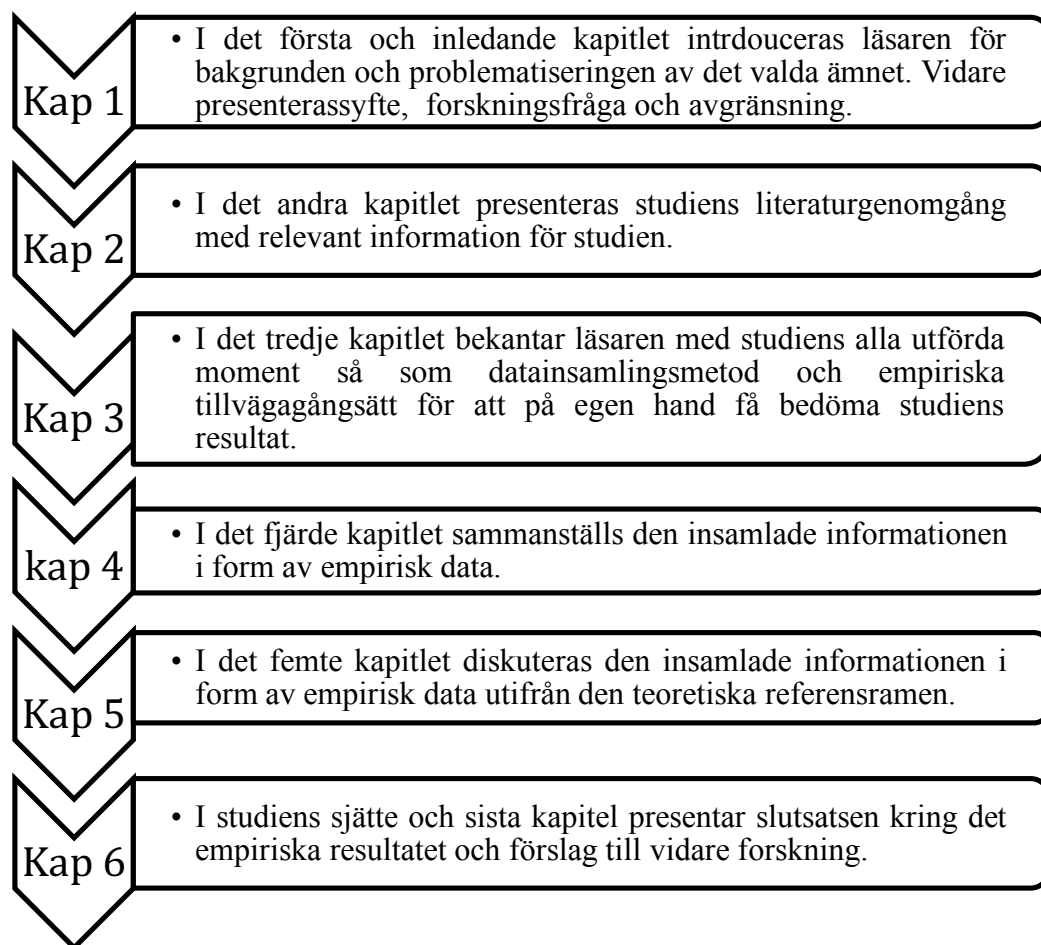 Kap 1
• I det första och inledande kapitlet intrdouceras läsaren för
bakgrunden och problematiseringen av det valda ämnet. Vidare
presenterassyfte, forskningsfråga och avgränsning.
Kap 2
• I det andra kapitlet presenteras studiens literaturgenomgång
med relevant information för studien.
Kap 3
• I det tredje kapitlet bekantar läsaren med studiens alla utförda
moment så som datainsamlingsmetod och empiriska
tillvägagångsätt för att på egen hand få bedöma studiens
resultat.
kap 4
• I det fjärde kapitlet sammanställs den insamlade informationen
i form av empirisk data.
Kap 5
• I det femte kapitlet diskuteras den insamlade informationen i
form av empirisk data utifrån den teoretiska referensramen.
Kap 6
• I studiens sjätte och sista kapitel presentar slutsatsen kring det
empiriska resultatet och förslag till vidare forskning.